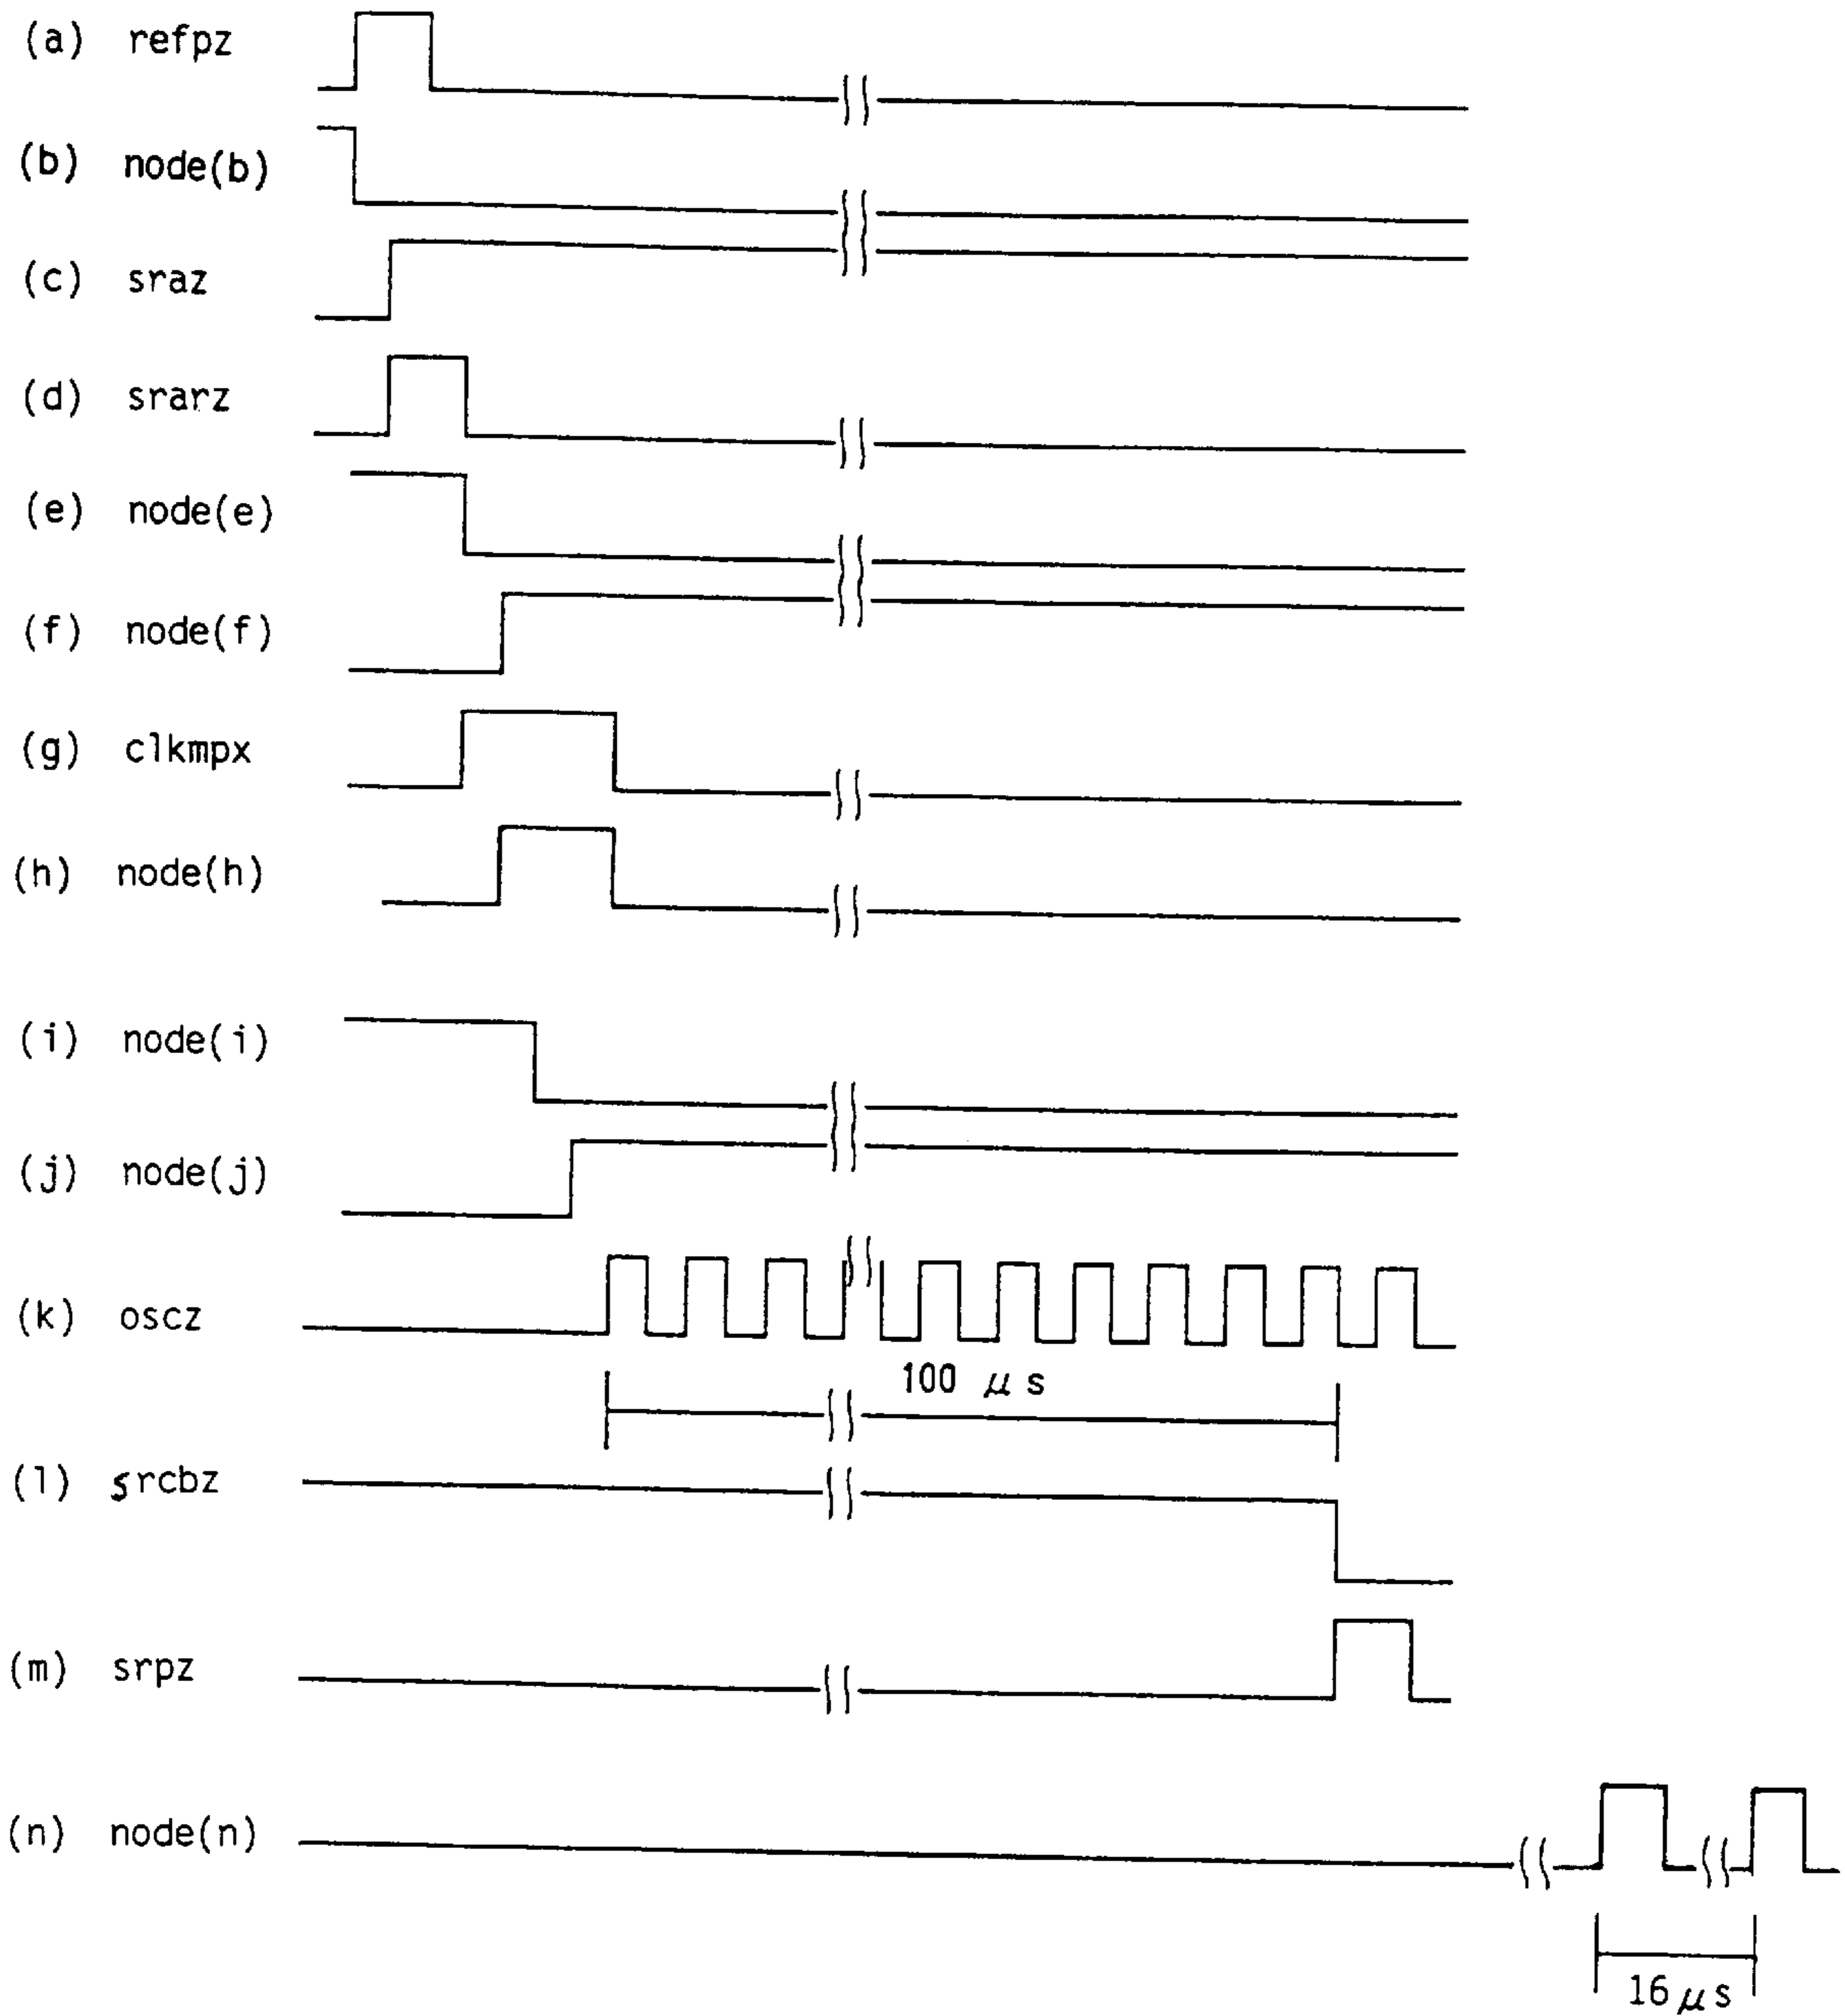 (a) refpz
(b) node(b)
(c) sraz
(d) srarz
(e) node(e)
(f) node(f)
(g) clkmpx
(h) node(h)
(i) node(i)
(j) node(j)
(k) oscz
100 μs
(l) srcbz
(m) srpz
(n) node(n)
16 μs